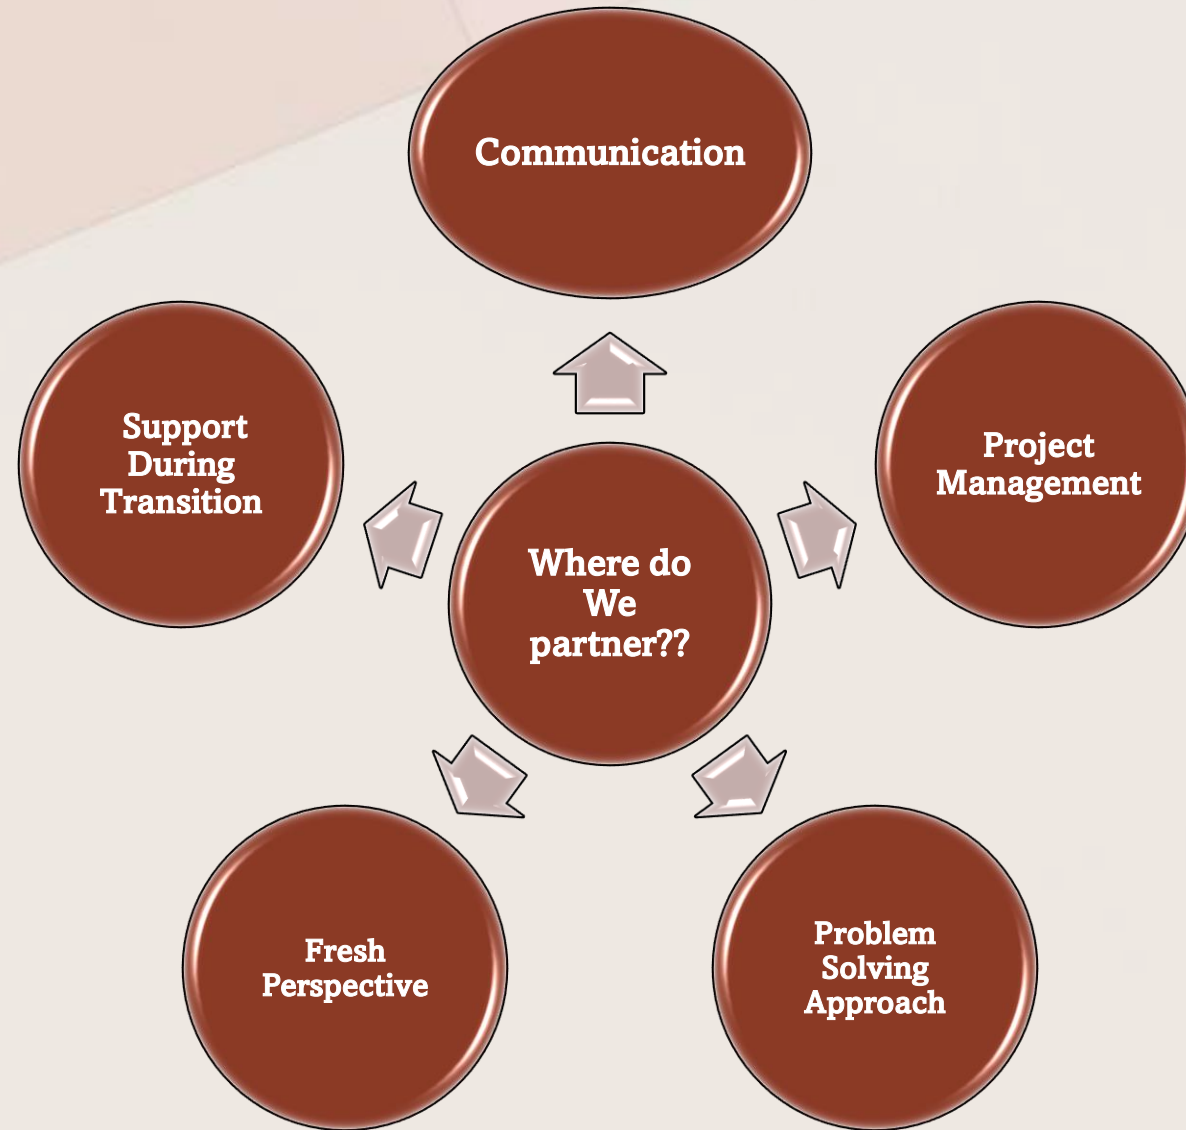 Communication
Support
During
Transition
Project
Management
Where do
We
partner??
Fresh
Perspective
Problem
Solving
Approach